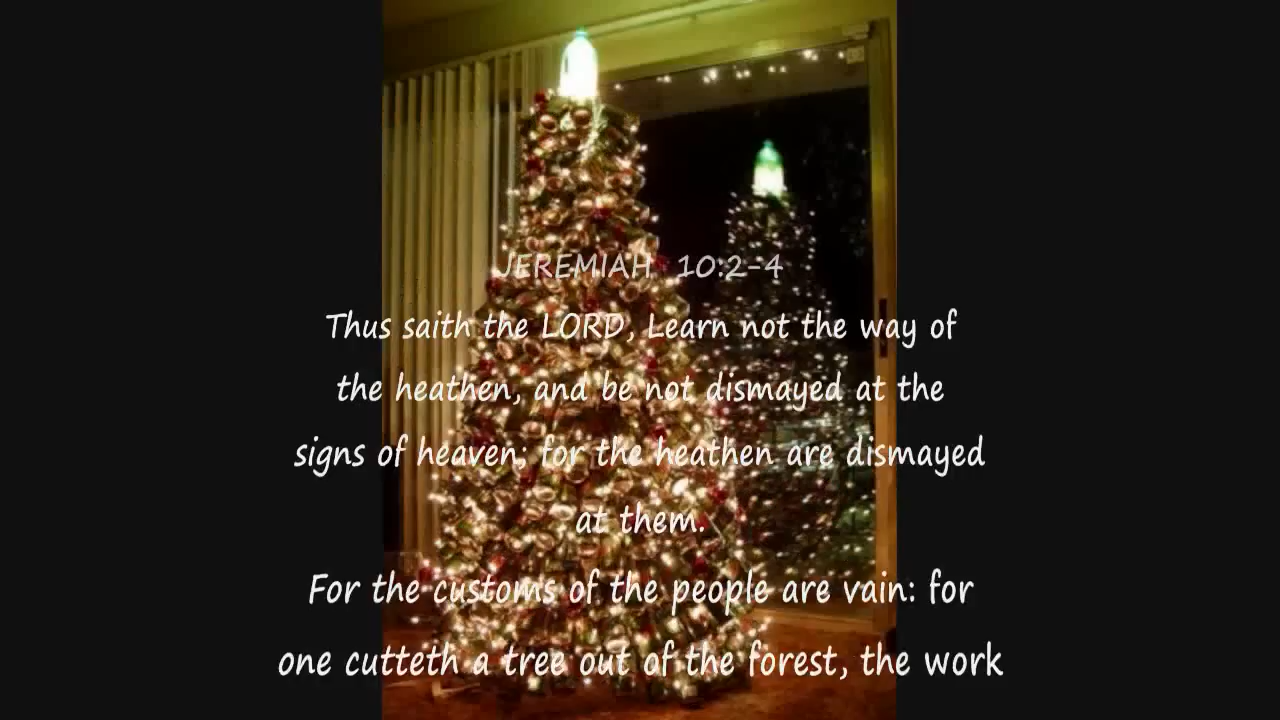 JEREMIAH 10:2-4
Thus saith the LORD, Learn not the way of
the heathen, and be not dismayed at the
signs of heaven; for the heathen are dismayed
at them.
For the customs of the people are vain: for
one cutteth a tree out of the forest, the work